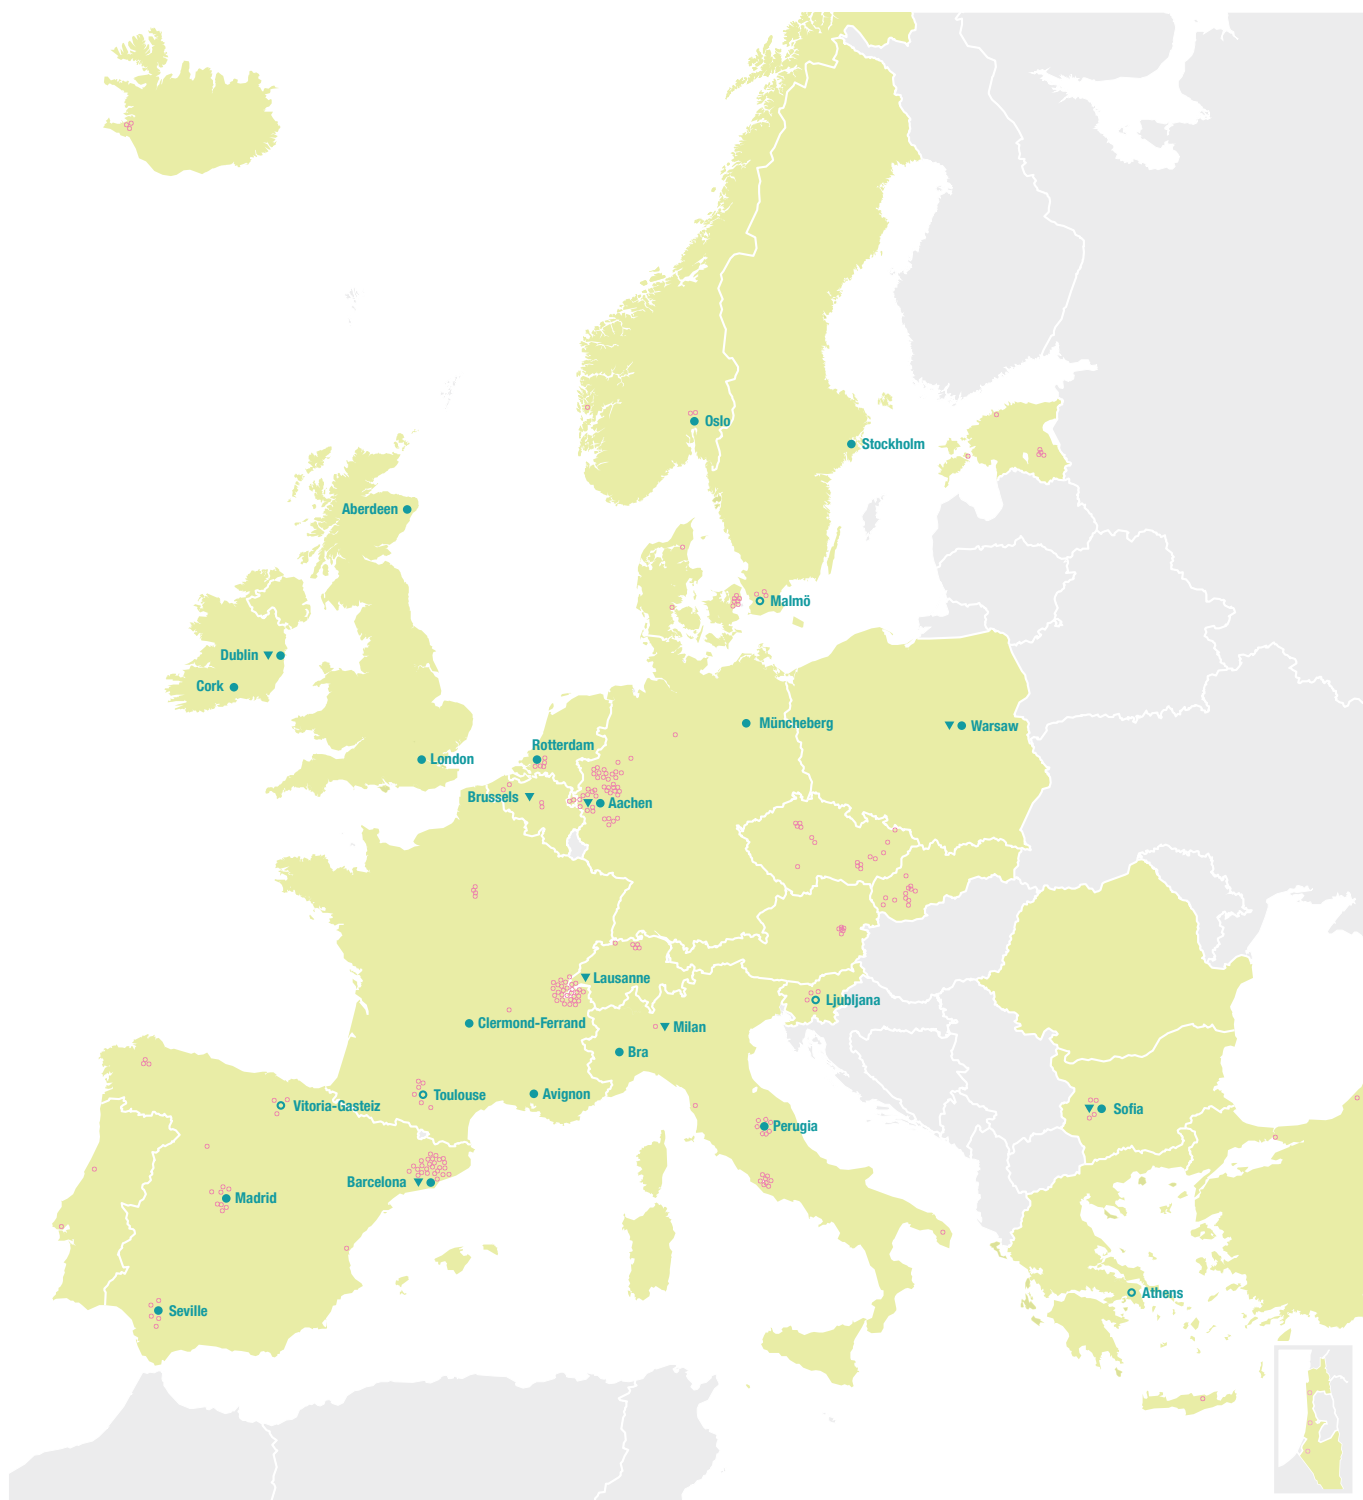 Oslo
Stockholm
Aberdeen
Malmö
Dublin
Cork
Müncheberg
Warsaw
Rotterdam
London
Brussels
Aachen
Lausanne
Ljubljana
Clermond-Ferrand
Milan
Bra
Toulouse
Avignon
Vitoria-Gasteiz
Sofia
Perugia
Barcelona
Madrid
Athens
Seville